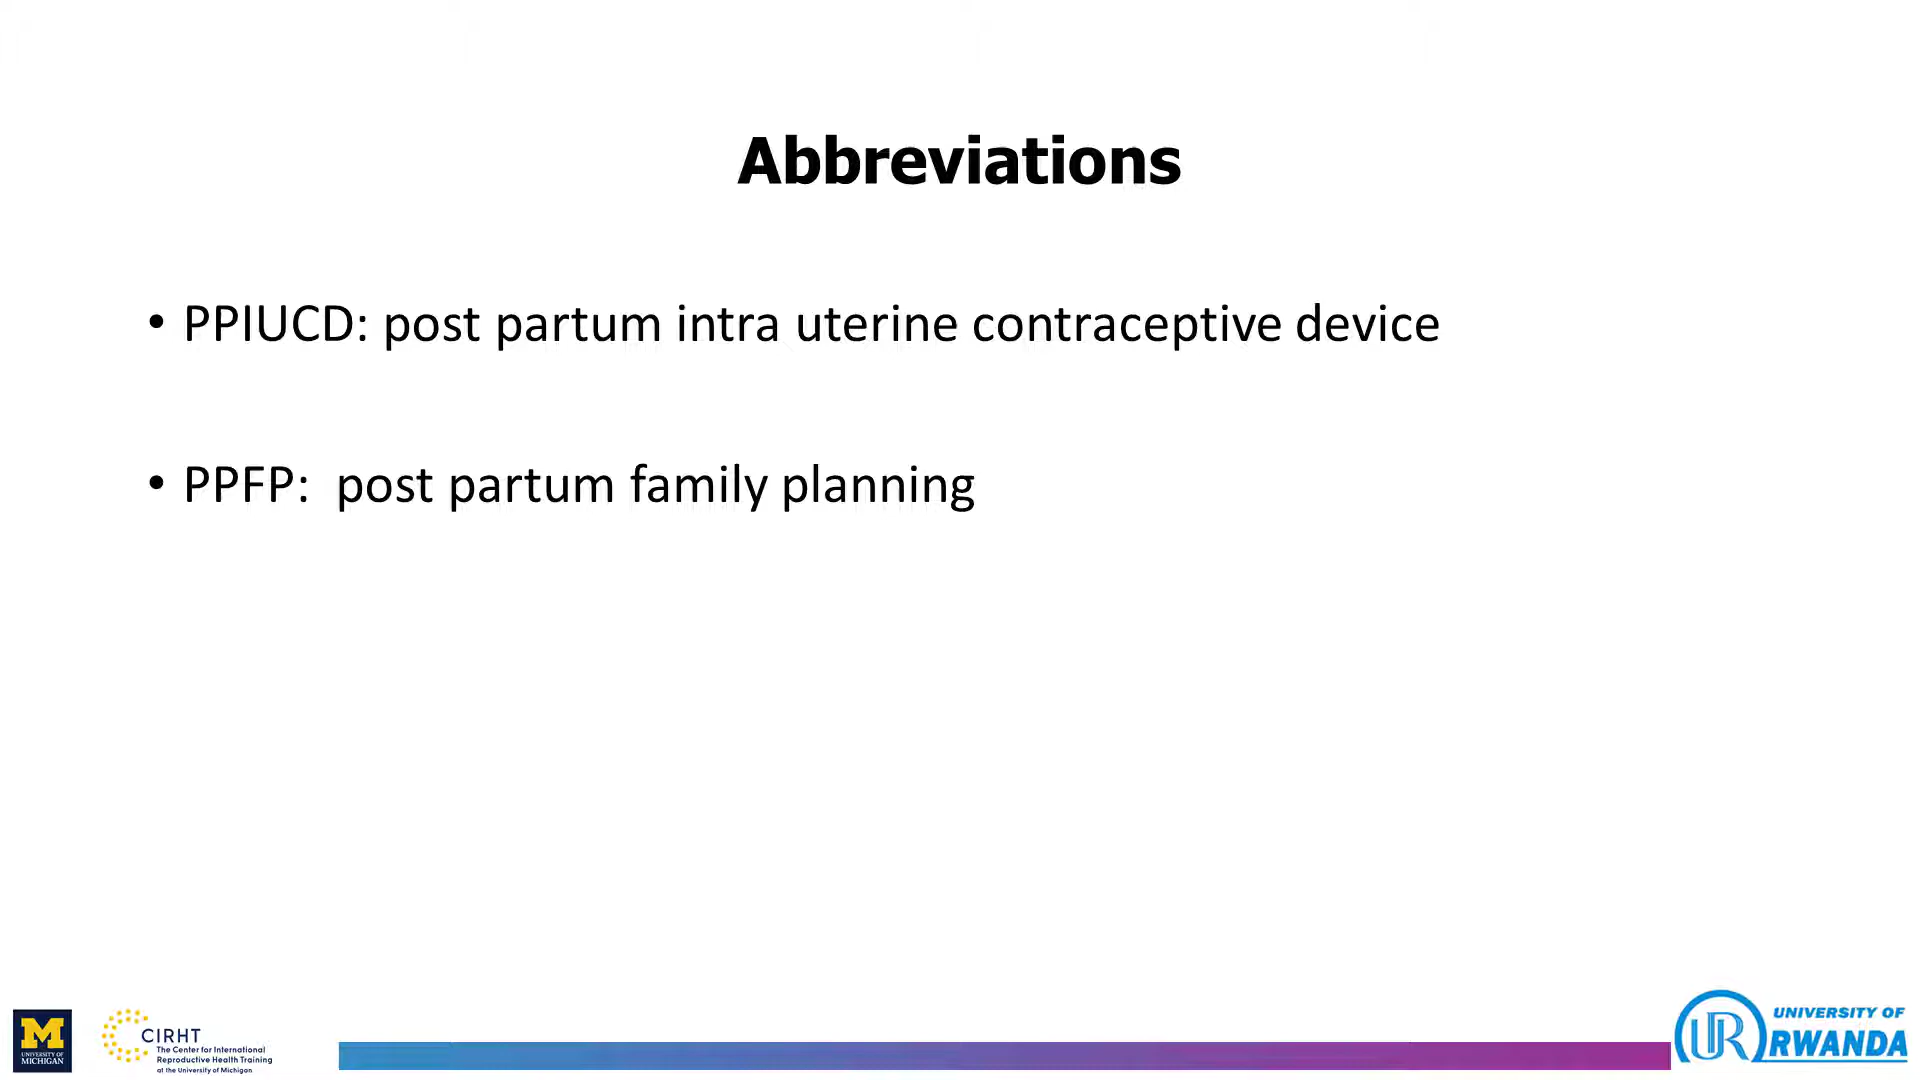 Abbreviations
• PPIUCD: post partum intra uterine contraceptive device
• PPFP:  post partum family planning
M
UNIVERSITY OF
MICHIGAN
CIRHT
The Center for International
Reproductive Health Training
at the University of Michigan
UR
UNIVERSITY OF
RWANDA